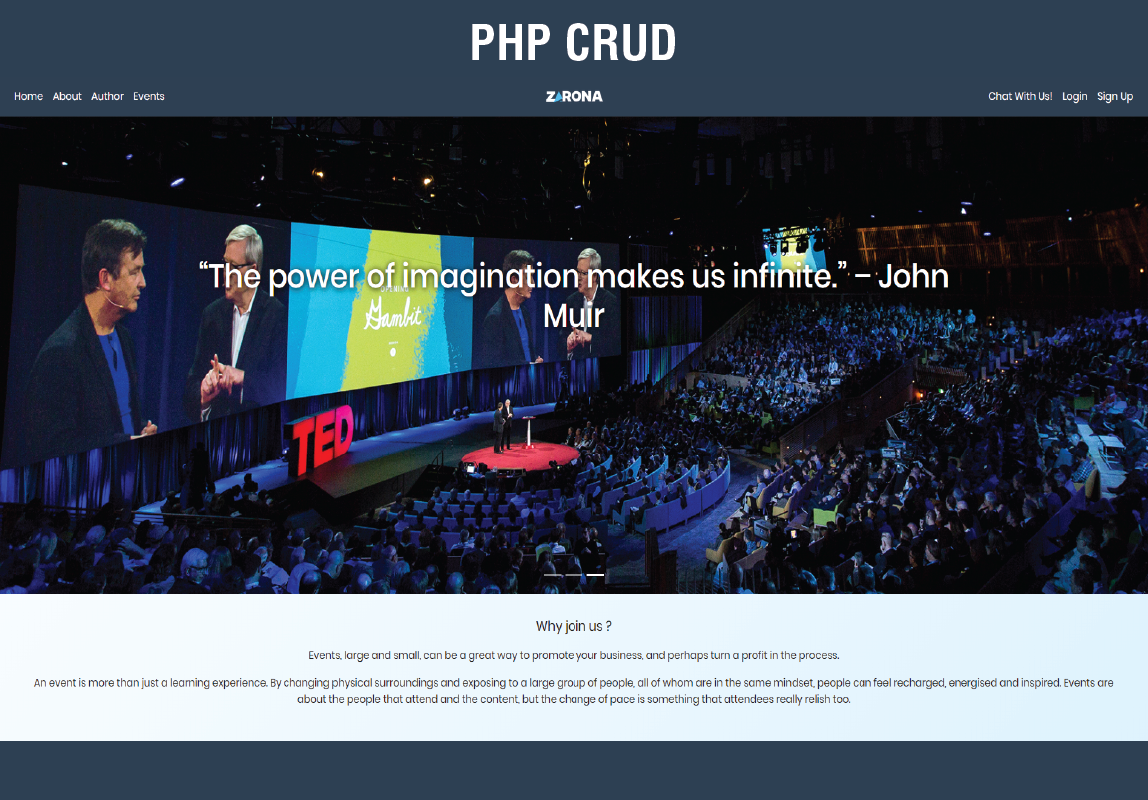 PHP CRUD
Home About Author Events ZARONA Chat With Us! Login Sign Up
“The power of imagination makes us infinite.” – John
Muir
OPENING
Gambit
TED
Why join us ?
Events, large and small, can be a great way to promote your business, and perhaps turn a profit in the process.
An event is more than just a learning experience. By changing physical surroundings and exposing to a large group of people, all of whom are in the same mindset, people can feel recharged, energised and inspired. Events are
about the people that attend and the content, but the change of pace is something that attendees really relish too.